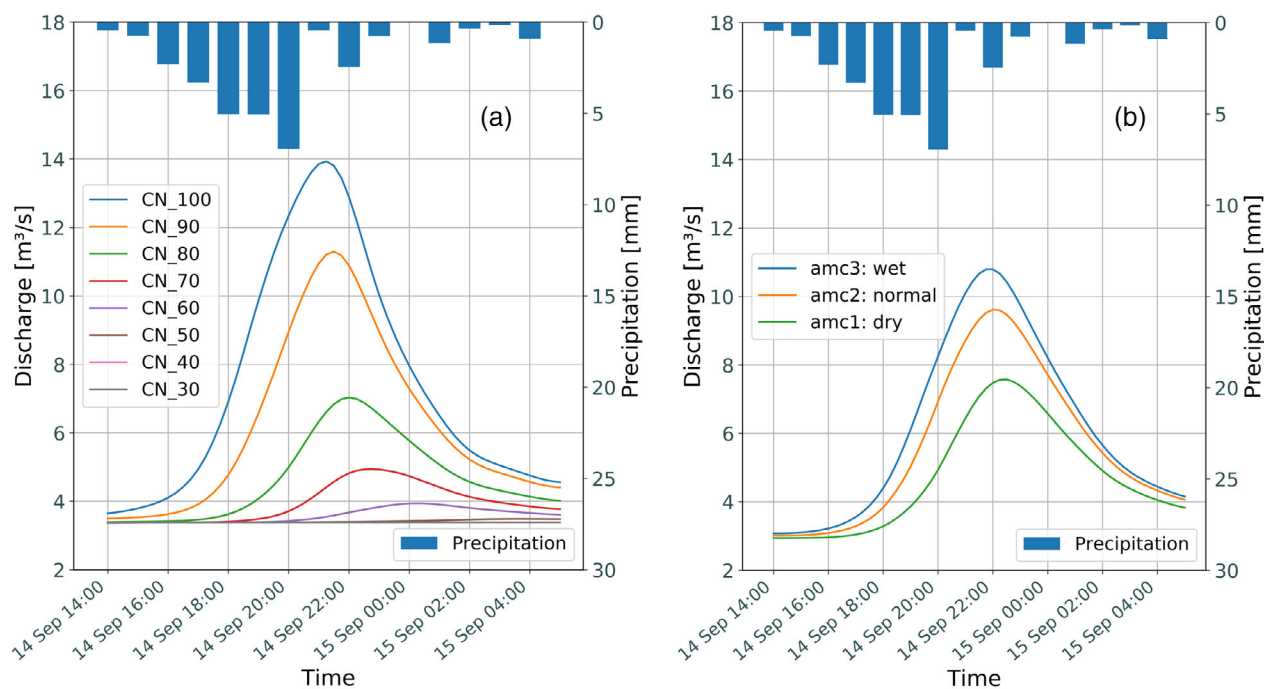 18
16
14
12
10
8
6
4
2
Discharge [m³/s]
(a)
CN_100
CN_90
CN_80
CN_70
CN_60
CN_50
CN_40
CN_30
Precipitation
0
5
10
15
20
25
30
Precipitation [mm]
14 Sep 14:00
14 Sep 16:00
14 Sep 18:00
14 Sep 20:00
14 Sep 22:00
15 Sep 00:00
15 Sep 02:00
15 Sep 04:00
Time
18
16
14
12
10
8
6
4
2
Discharge [m³/s]
(b)
amc3: wet
amc2: normal
amc1: dry
Precipitation
0
5
10
15
20
25
30
Precipitation [mm]
14 Sep 14:00
14 Sep 16:00
14 Sep 18:00
14 Sep 20:00
14 Sep 22:00
15 Sep 00:00
15 Sep 02:00
15 Sep 04:00
Time